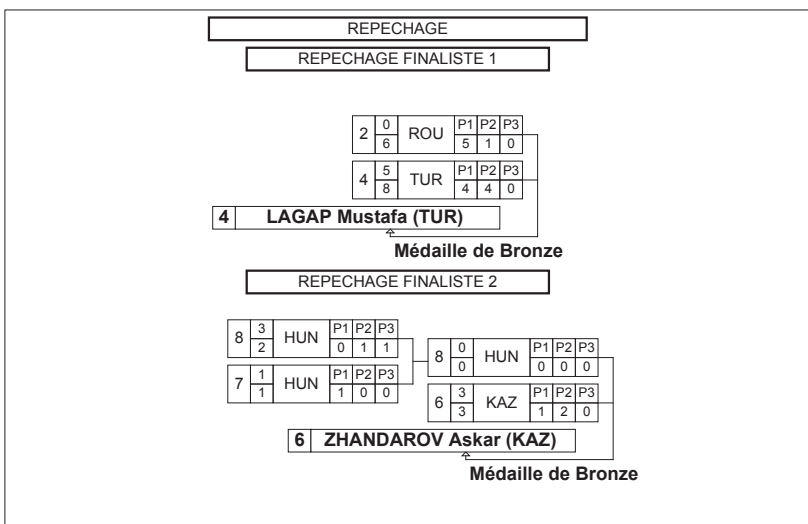 REPECHAGE
REPECHAGE FINALISTE 1
2 0 6 ROU P1 P2 P3 5 1 0
4 5 8 TUR P1 P2 P3 4 4 0
4 LAGAP Mustafa (TUR)
Médaille de Bronze
REPECHAGE FINALISTE 2
8 3 2 HUN P1 P2 P3 0 1 1
7 1 1 HUN P1 P2 P3 1 0 0
8 0 0 HUN P1 P2 P3 0 0 0
6 3 3 KAZ P1 P2 P3 1 2 0
6 ZHANDAROV Askar (KAZ)
Médaille de Bronze